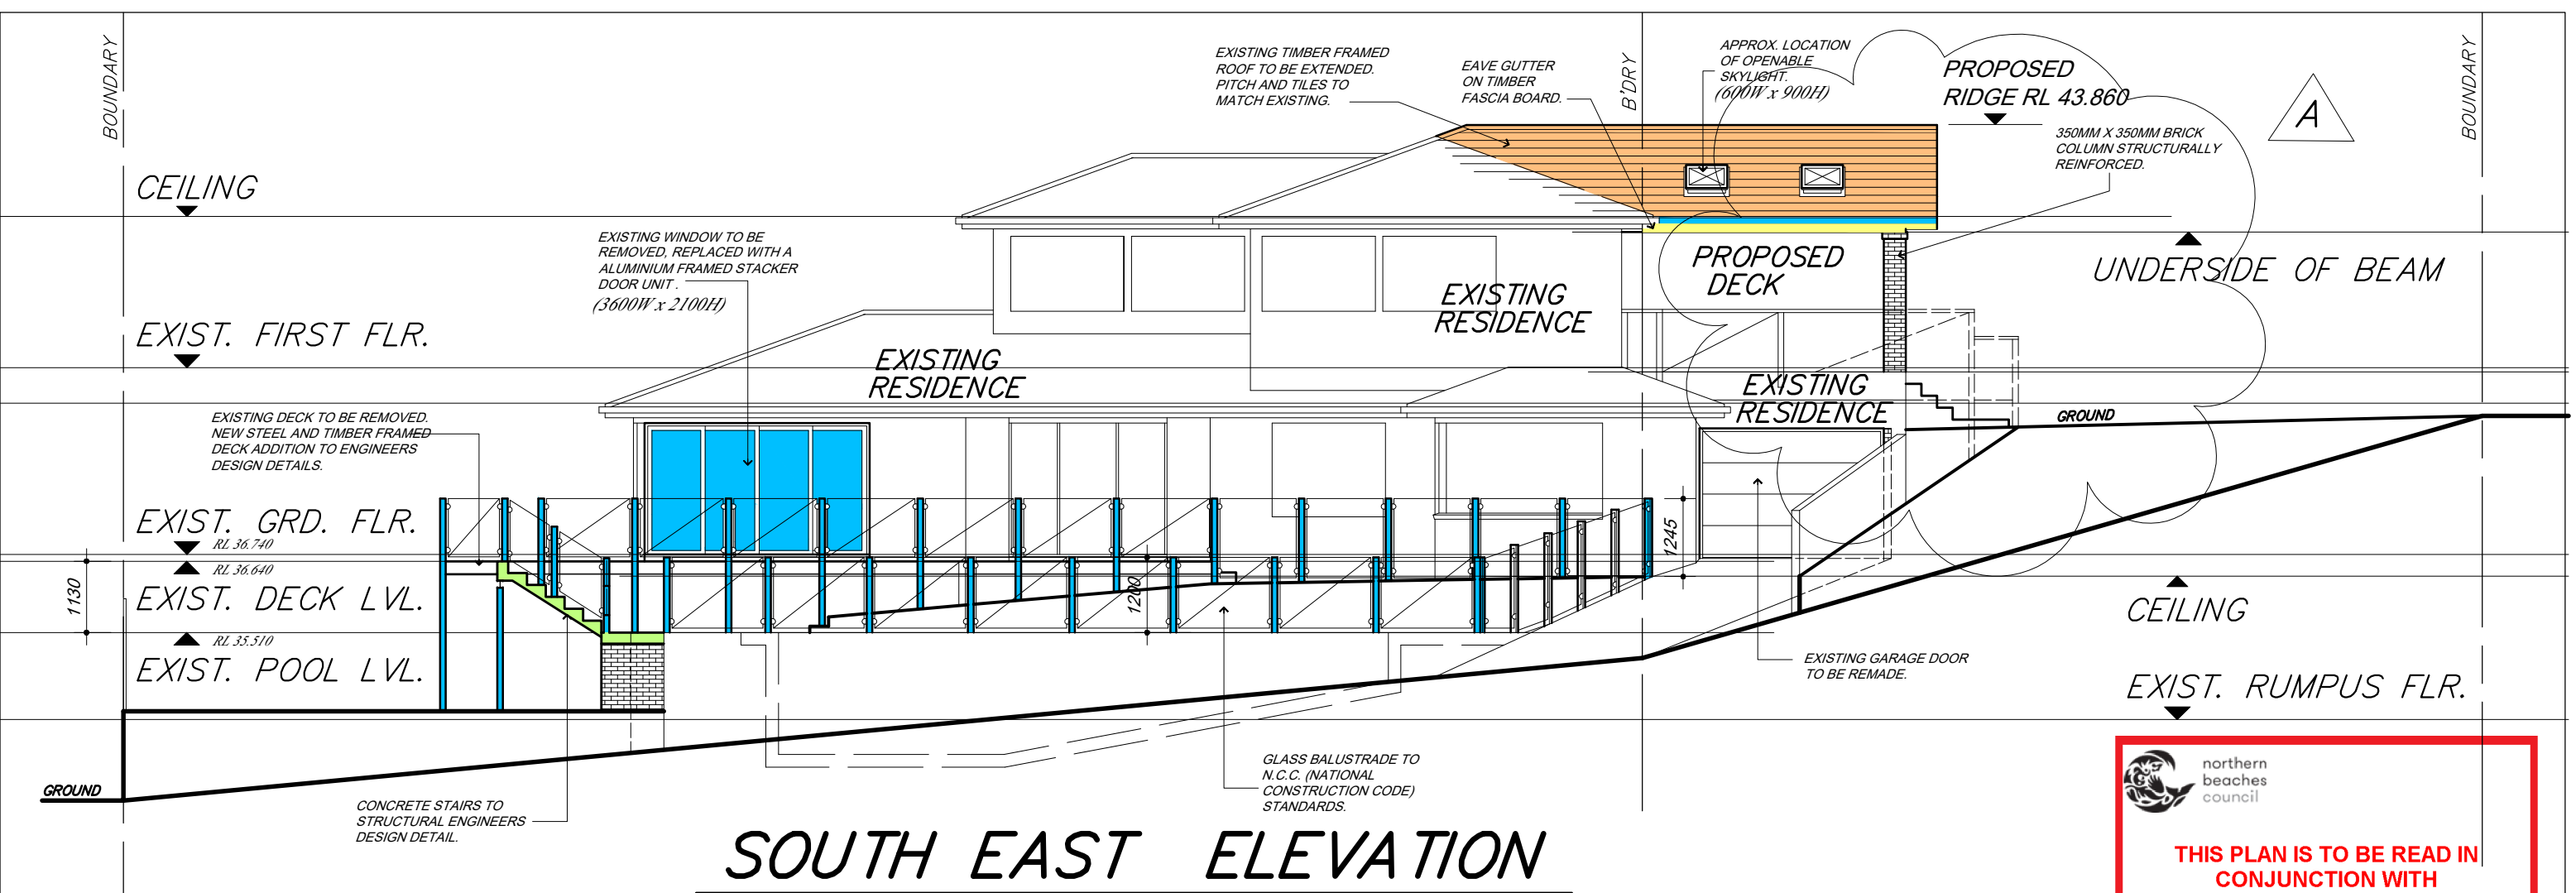 BOUNDARY
EXISTING TIMBER FRAMED
ROOF TO BE EXTENDED.
PITCH AND TILES TO
MATCH EXISTING.
EAVE GUTTER
ON TIMBER
FASCIA BOARD.
B'DRY
APPROX. LOCATION
OF OPENABLE
SKYLIGHT.
(600W x 900H)
PROPOSED
RIDGE RL 43.860
A
BOUNDARY
350MM X 350MM BRICK
COLUMN STRUCTURALLY
REINFORCED.
CEILING
EXISTING WINDOW TO BE
REMOVED, REPLACED WITH A
ALUMINIUM FRAMED STACKER
DOOR UNIT .
(3600W x 2100H)
PROPOSED
DECK
UNDERSIDE OF BEAM
EXISTING
RESIDENCE
EXIST. FIRST FLR.
EXISTING
RESIDENCE
EXISTING
RESIDENCE
GROUND
EXISTING DECK TO BE REMOVED.
NEW STEEL AND TIMBER FRAMED
DECK ADDITION TO ENGINEERS
DESIGN DETAILS.
EXIST. GRD. FLR.
RL 36.740
RL 36.640
1130
EXIST. DECK LVL.
RL 35.510
EXIST. POOL LVL.
1200
1245
CEILING
EXISTING GARAGE DOOR
TO BE REMADE.
EXIST. RUMPUS FLR.
GROUND
CONCRETE STAIRS TO
STRUCTURAL ENGINEERS
DESIGN DETAIL.
GLASS BALUSTRADE TO
N.C.C. (NATIONAL
CONSTRUCTION CODE)
STANDARDS.
SOUTH EAST ELEVATION
northern
beaches
council
THIS PLAN IS TO BE READ IN
CONJUNCTION WITH